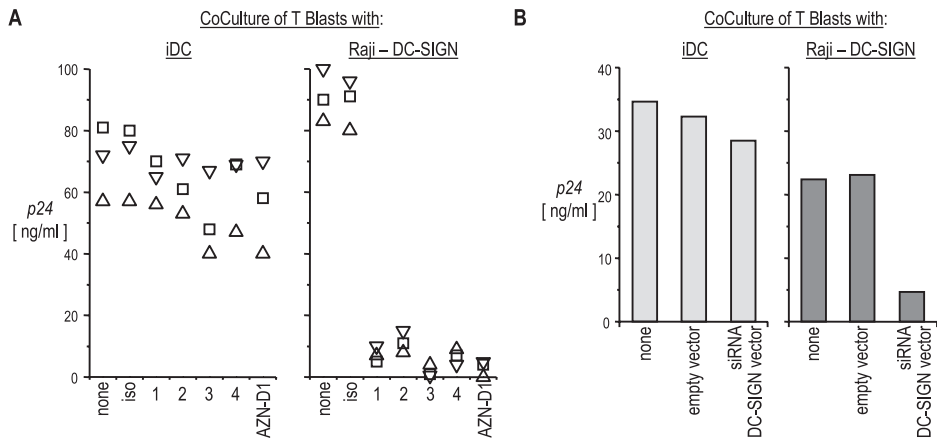 A
CoCulture of T Blasts with:
iDC
Raji – DC-SIGN
100
80
60
40
20
0
p24
[ ng/ml ]
none
iso
1
2
3
4
AZN-D1
none
iso
1
2
3
4
AZN-D1
B
CoCulture of T Blasts with:
iDC
Raji – DC-SIGN
40
30
20
10
0
p24
[ ng/ml ]
none
empty vector
siRNA
DC-SIGN vector
none
empty vector
siRNA
DC-SIGN vector